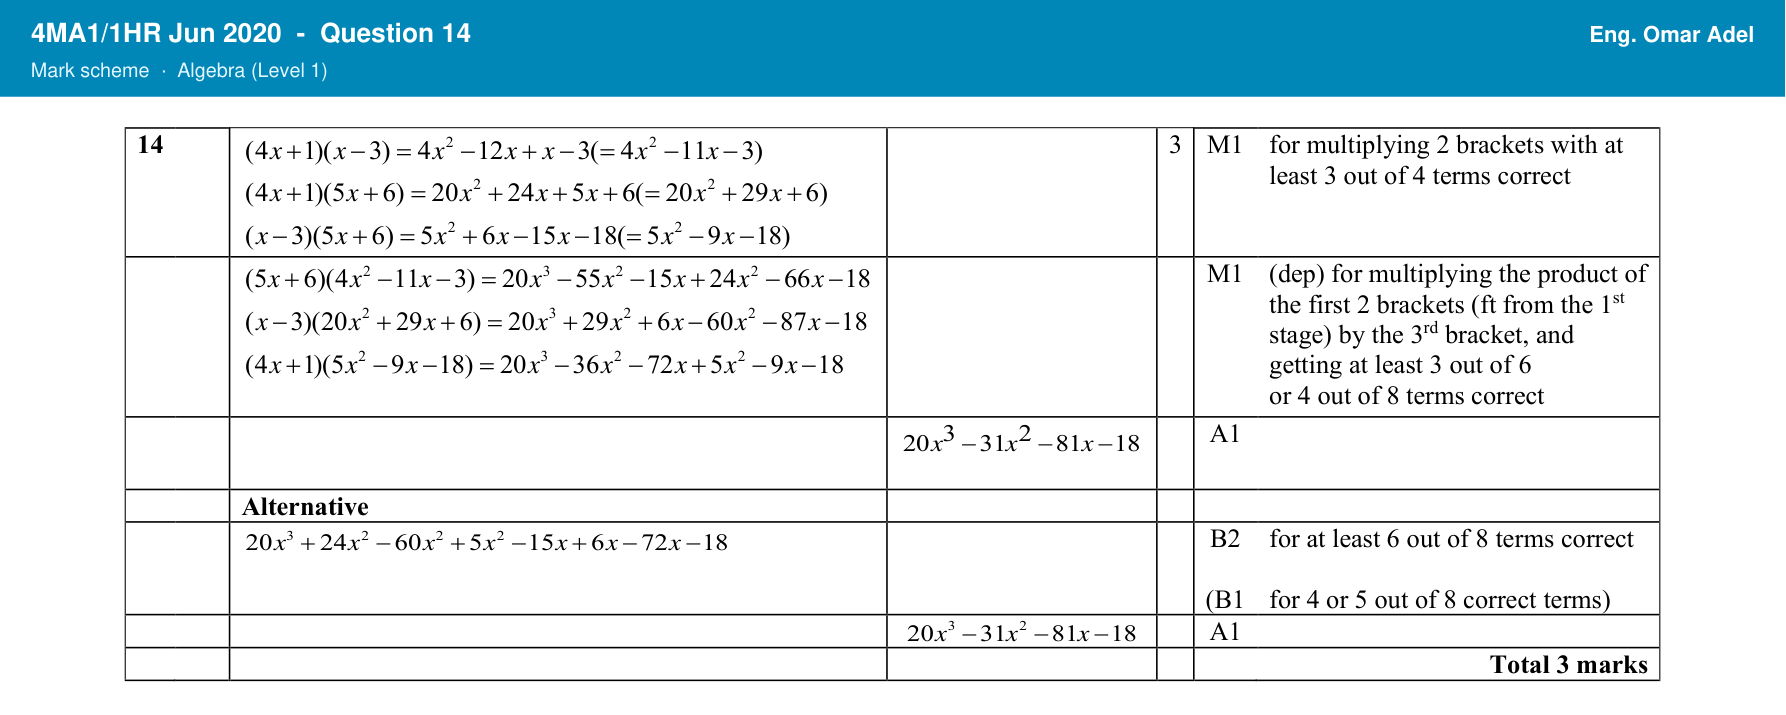 4MA1/1HR Jun 2020 - Question 14
Eng. Omar Adel
Mark scheme · Algebra (Level 1)
14
(4x+1)(x−3) = 4x² −12x + x −3(= 4x² −11x −3)
(4x+1)(5x+6) = 20x² + 24x + 5x + 6(= 20x² + 29x + 6)
(x−3)(5x+6) = 5x² + 6x −15x −18(= 5x² −9x −18)
3
M1 for multiplying 2 brackets with at
least 3 out of 4 terms correct
(5x+6)(4x² −11x −3) = 20x³ −55x² −15x + 24x² −66x −18
(x−3)(20x² + 29x + 6) = 20x³ + 29x² + 6x − 60x² −87x −18
(4x+1)(5x² −9x −18) = 20x³ −36x² −72x + 5x² −9x −18
M1 (dep) for multiplying the product of
the first 2 brackets (ft from the 1st
stage) by the 3rd bracket, and
getting at least 3 out of 6
or 4 out of 8 terms correct
20x³ −31x² −81x −18
A1
Alternative
20x³ + 24x² − 60x² + 5x² −15x + 6x − 72x −18
B2 for at least 6 out of 8 terms correct
(B1 for 4 or 5 out of 8 correct terms)
20x³ −31x² −81x −18
A1
Total 3 marks